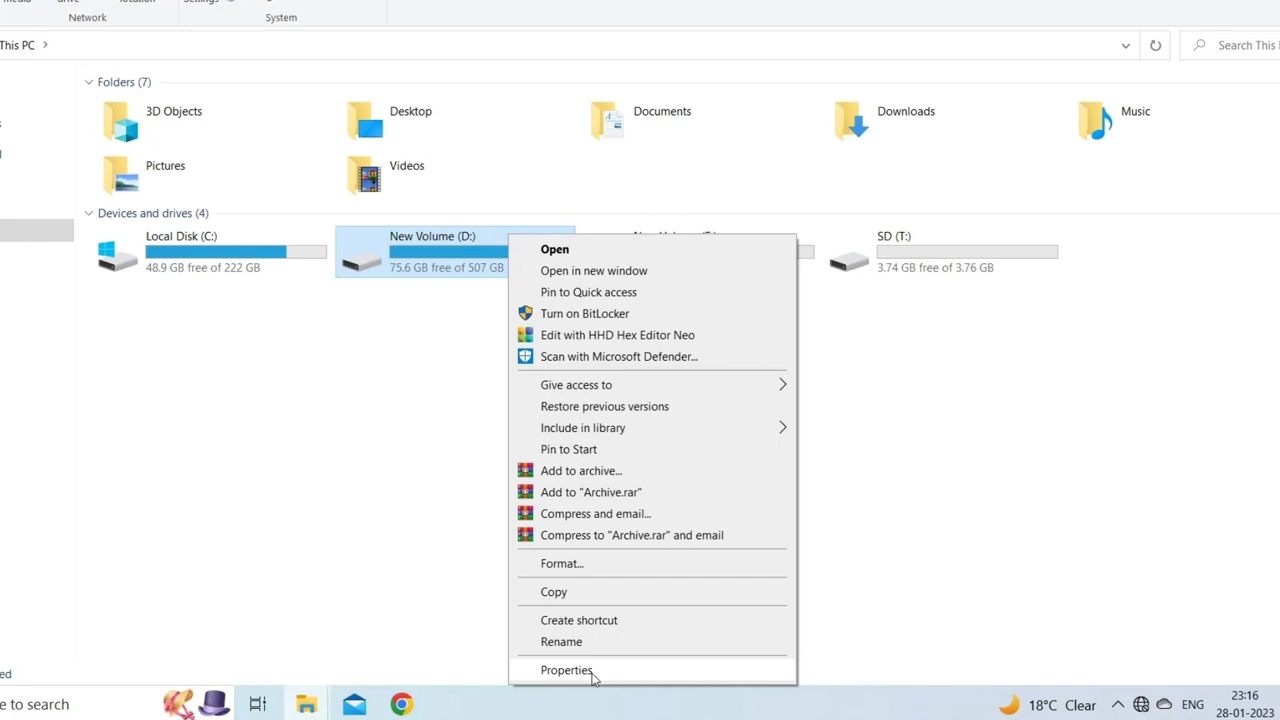 Network
System
This PC
Search This
Folders (7)
3D Objects
Desktop
Documents
Downloads
Music
Pictures
Videos
Devices and drives (4)
Local Disk (C:)
48.9 GB free of 222 GB
New Volume (D:)
75.6 GB free of 507 GB
SD (T:)
3.74 GB free of 3.76 GB
Open
Open in new window
Pin to Quick access
Turn on BitLocker
Edit with HHD Hex Editor Neo
Scan with Microsoft Defender...
Give access to
Restore previous versions
Include in library
Pin to Start
Add to archive...
Add to "Archive.rar"
Compress and email...
Compress to "Archive.rar" and email
Format...
Copy
Create shortcut
Rename
Properties
ed
e to search
18°C Clear
ENG
23:16
28-01-2023